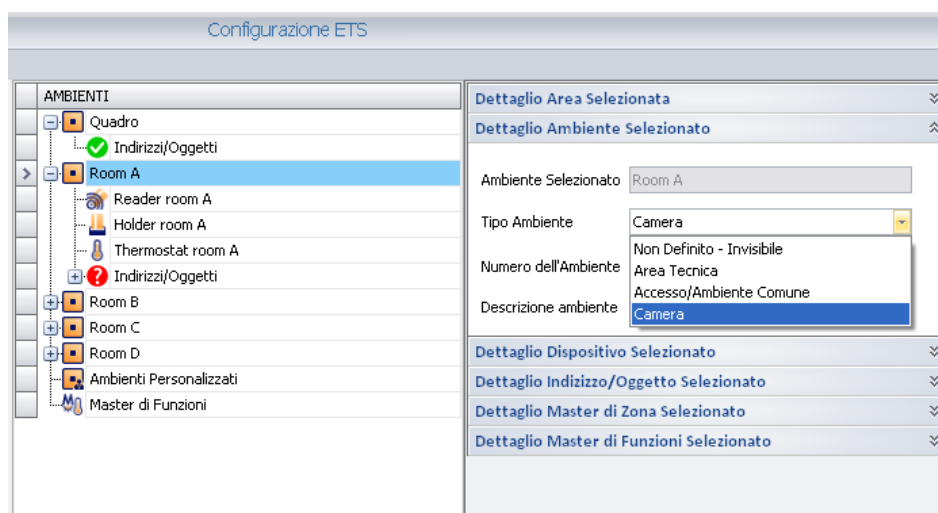 Configurazione ETS
AMBIENTI
Quadro
Indirizzi/Oggetti
Room A
Reader room A
Holder room A
Thermostat room A
Indirizzi/Oggetti
Room B
Room C
Room D
Ambienti Personalizzati
Master di Funzioni
Dettaglio Area Selezionata
Dettaglio Ambiente Selezionato
Ambiente Selezionato Room A
Tipo Ambiente Camera
Non Definito - Invisibile
Numero dell'Ambiente Area Tecnica
Accesso/Ambiente Comune
Descrizione ambiente Camera
Dettaglio Dispositivo Selezionato
Dettaglio Indizizzo/Oggetto Selezionato
Dettaglio Master di Zona Selezionato
Dettaglio Master di Funzioni Selezionato